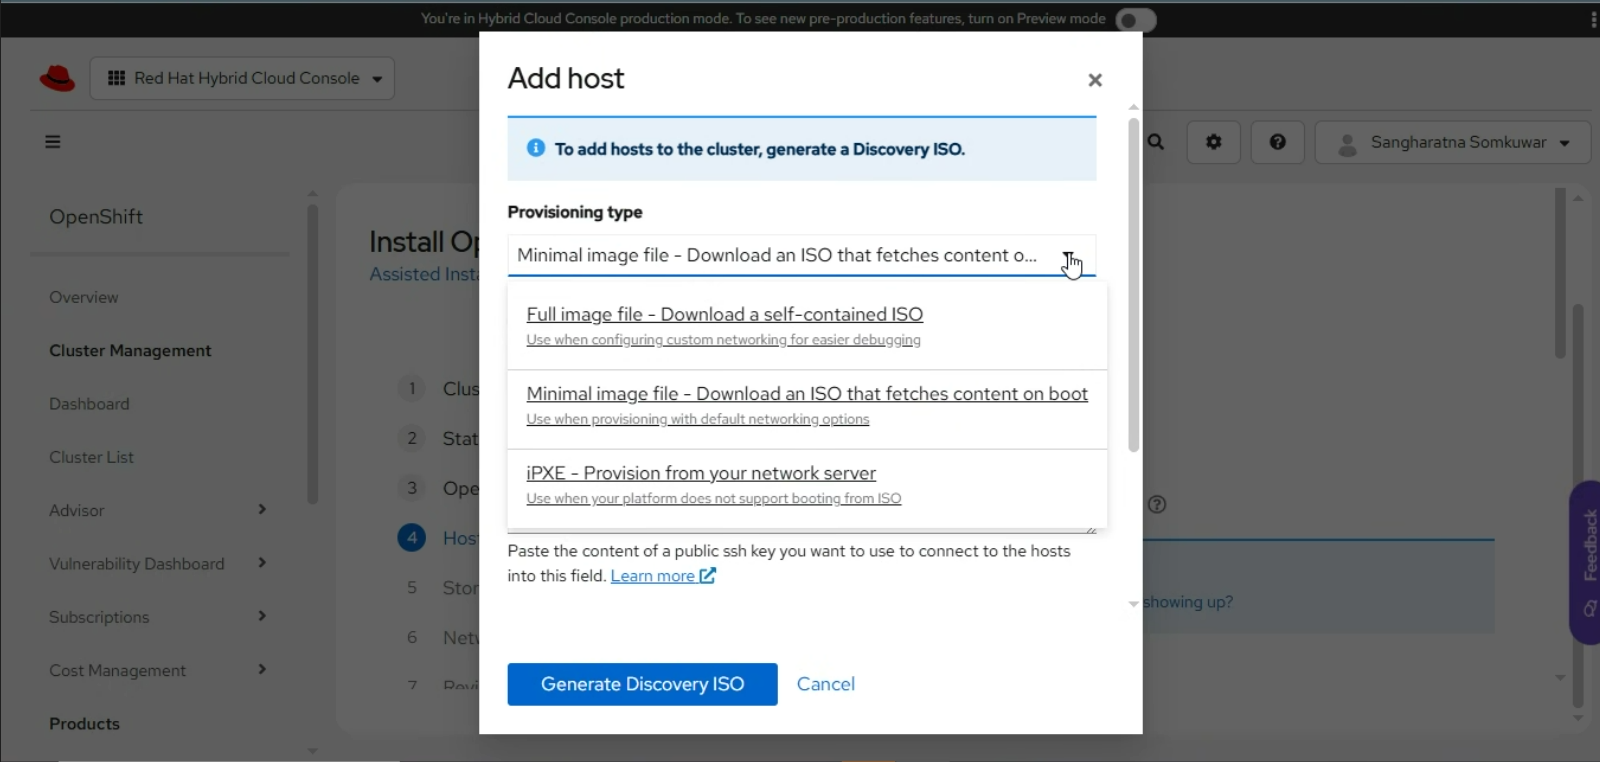 You're in Hybrid Cloud Console production mode. To see new pre-production features, turn on Preview mode
Red Hat Hybrid Cloud Console
Sangharatna Somkuwar
OpenShift
Overview
Cluster Management
Dashboard
Cluster List
Advisor
Vulnerability Dashboard
Subscriptions
Cost Management
Products
Install Op
Assisted Insta
1 Clus
2 Stat
3 Ope
4 Hos
5 Stor
6 Netw
7 Revi
Add host
To add hosts to the cluster, generate a Discovery ISO.
Provisioning type
Minimal image file - Download an ISO that fetches content o...
Full image file - Download a self-contained ISO
Use when configuring custom networking for easier debugging
Minimal image file - Download an ISO that fetches content on boot
Use when provisioning with default networking options
iPXE - Provision from your network server
Use when your platform does not support booting from ISO
Paste the content of a public ssh key you want to use to connect to the hosts
into this field. Learn more
Generate Discovery ISO
Cancel
showing up?
Feedback